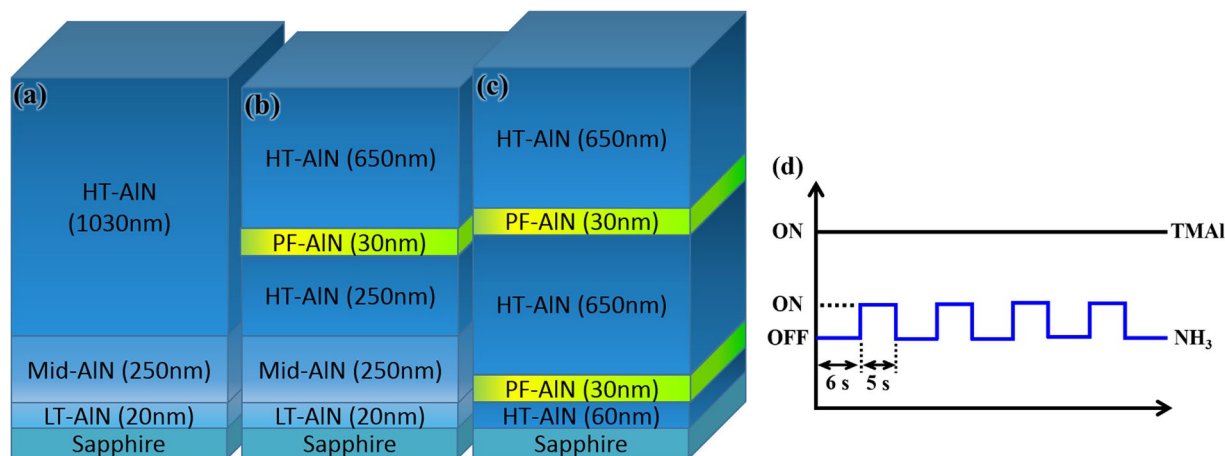 (a)
HT-AlN
(1030nm)
Mid-AlN (250nm)
LT-AlN (20nm)
Sapphire
(b)
HT-AlN (650nm)
PF-AlN (30nm)
HT-AlN (250nm)
Mid-AlN (250nm)
LT-AlN (20nm)
Sapphire
(c)
HT-AlN (650nm)
PF-AlN (30nm)
HT-AlN (650nm)
PF-AlN (30nm)
HT-AlN (60nm)
Sapphire
(d)
ON
TMAl
ON
OFF
NH₃
6 s
5 s